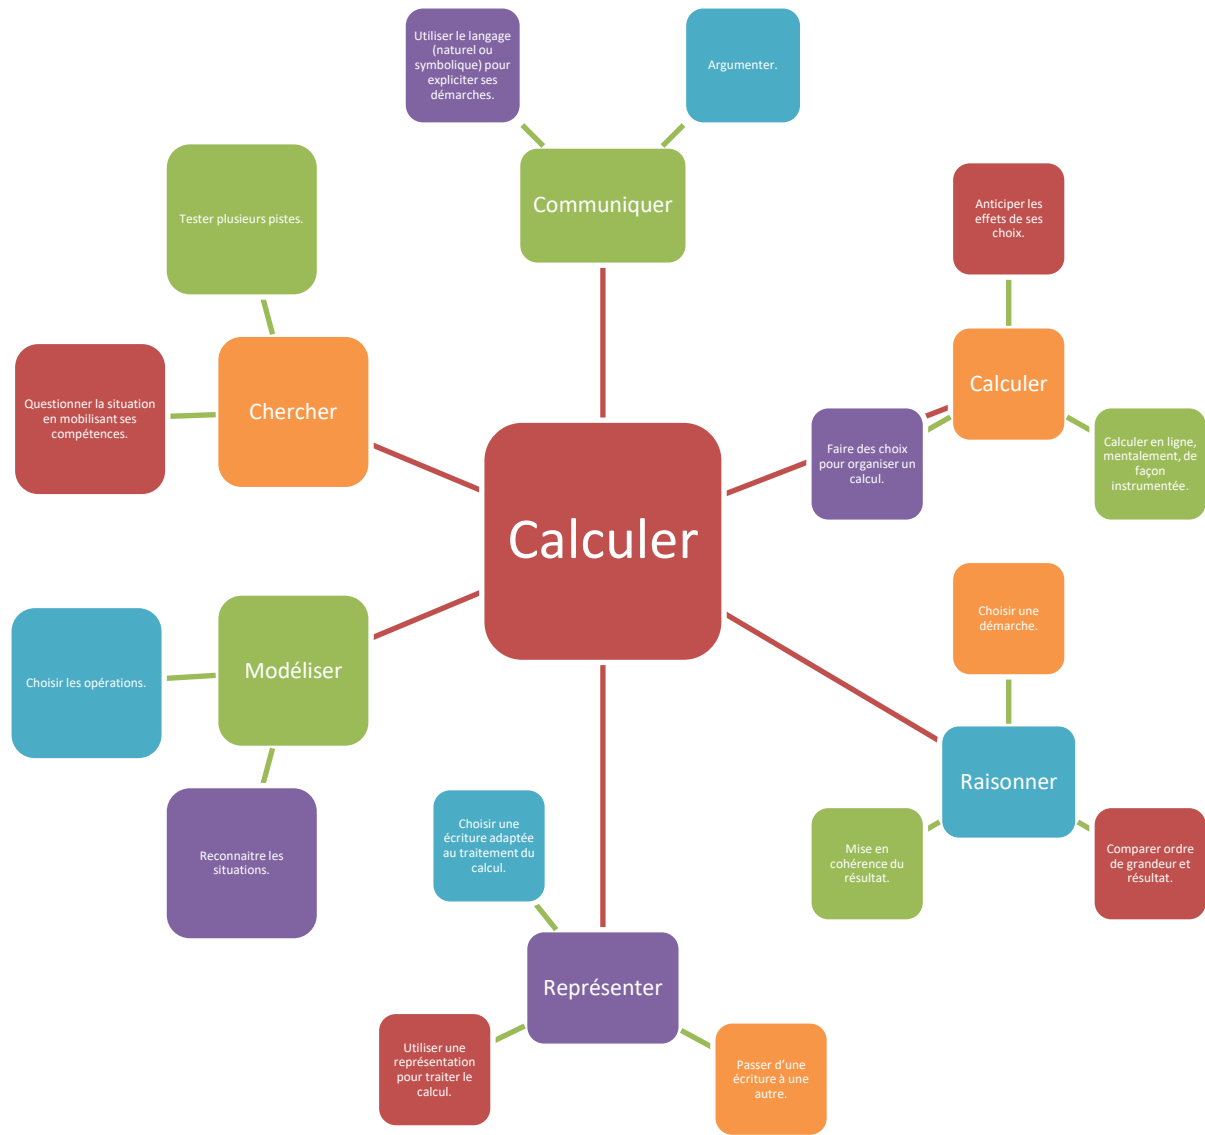 Utiliser le langage
(naturel ou
symbolique) pour
expliciter ses
démarches.
Argumenter.
Communiquer
Tester plusieurs pistes.
Anticiper les
effets de ses
choix.
Chercher
Questionner la situation
en mobilisant ses
compétences.
Calculer
Faire des choix
pour organiser un
calcul.
Calculer en ligne,
mentalement, de
façon
instrumentée.
Calculer
Choisir une
démarche.
Modéliser
Choisir les opérations.
Reconnaitre les
situations.
Raisonner
Mise en
cohérence du
résultat.
Comparer ordre
de grandeur et
résultat.
Choisir une
écriture adaptée
au traitement du
calcul.
Représenter
Utiliser une
représentation
pour traiter le
calcul.
Passer d’une
écriture à une
autre.